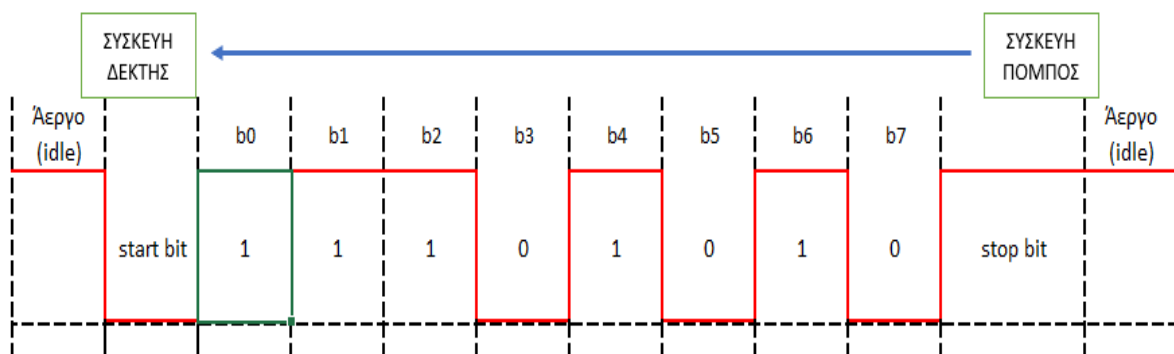 ΣΥΣΚΕΥΗ
ΔΕΚΤΗΣ
ΣΥΣΚΕΥΗ
ΠΟΜΠΟΣ
Άεργο
(idle)
b0 b1 b2 b3 b4 b5 b6 b7
Άεργο
(idle)
start bit 1 1 1 0 1 0 1 0 stop bit